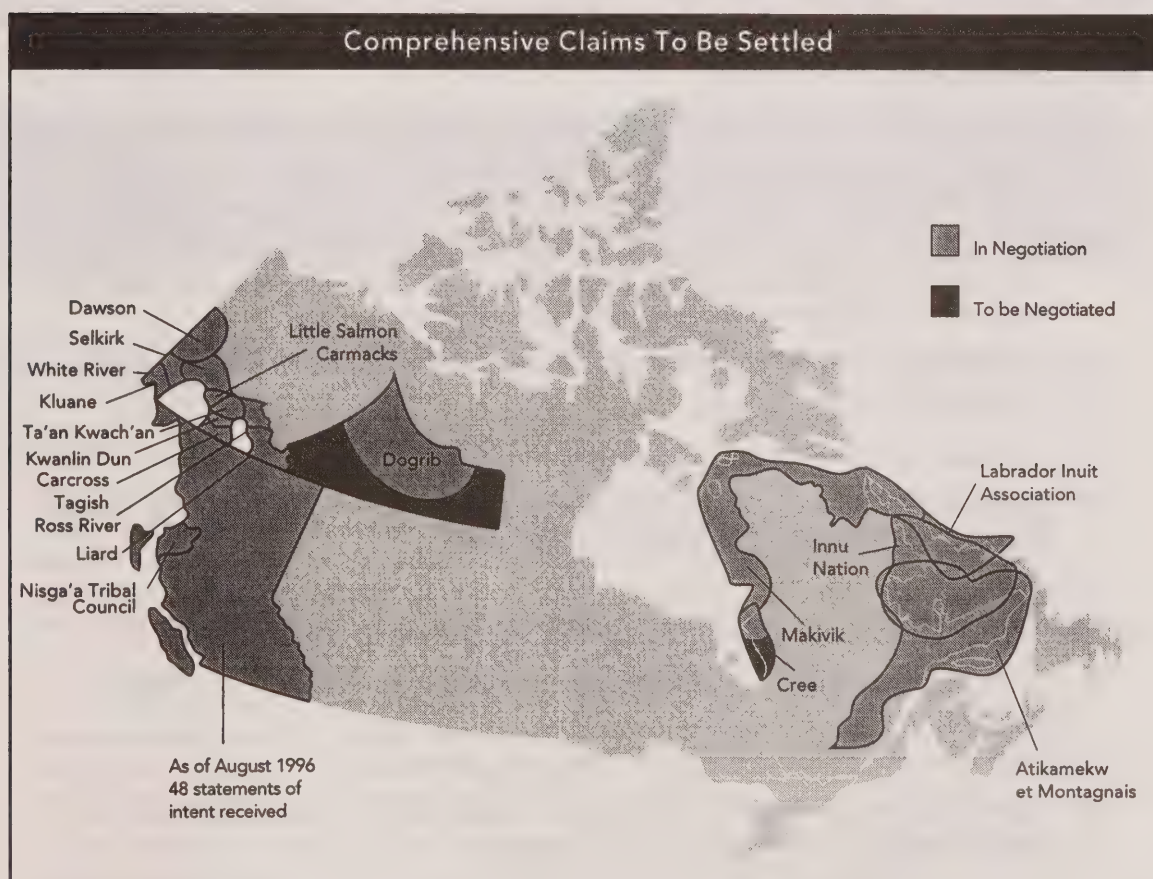 Comprehensive Claims To Be Settled
In Negotiation
To be Negotiated
Dawson
Selkirk
White River
Kluane
Ta'an Kwach'an
Kwanlin Dun
Carcross
Tagish
Ross River
Liard
Nisga'a Tribal
Council
Little Salmon
Carmacks
Dogrib
Labrador Inuit
Association
Innu
Nation
Makivik
Cree
Atikamekw
et Montagnais
As of August 1996
48 statements of
intent received